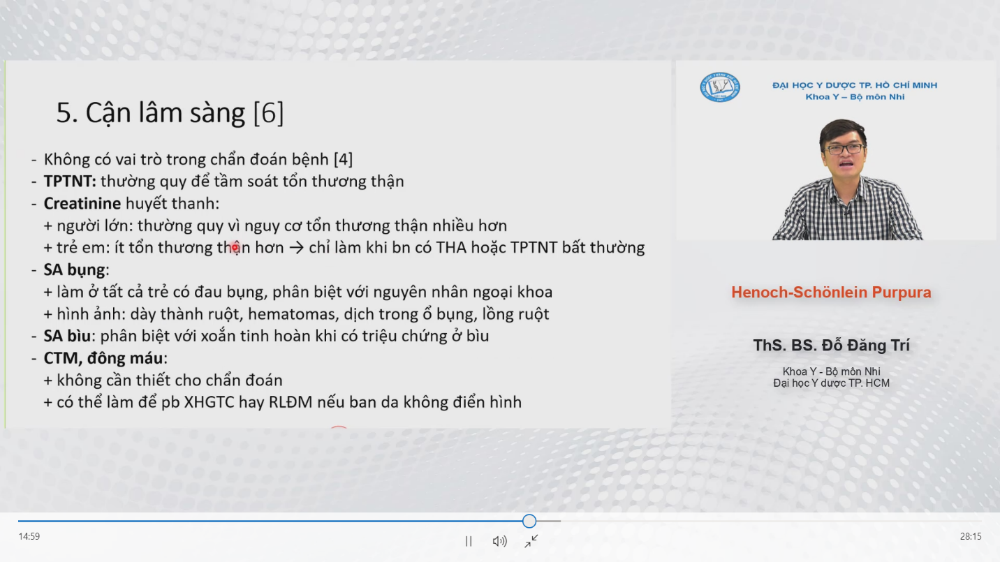 5. Cận lâm sàng [6]
- Không có vai trò trong chẩn đoán bệnh [4]
- TPTNT: thường quy để tầm soát tổn thương thận
- Creatinine huyết thanh:
+ người lớn: thường quy vì nguy cơ tổn thương thận nhiều hơn
+ trẻ em: ít tổn thương thận hơn → chỉ làm khi bn có THA hoặc TPTNT bất thường
- SA bụng:
+ làm ở tất cả trẻ có đau bụng, phân biệt với nguyên nhân ngoại khoa
+ hình ảnh: dày thành ruột, hematomas, dịch trong ổ bụng, lồng ruột
- SA bìu: phân biệt với xoắn tinh hoàn khi có triệu chứng ở bìu
- CTM, đông máu:
+ không cần thiết cho chẩn đoán
+ có thể làm để pb XHGTC hay RLĐM nếu ban da không điển hình
ĐẠI HỌC Y DƯỢC TP. HỒ CHÍ MINH
Khoa Y – Bộ môn Nhi
Henoch-Schönlein Purpura
ThS. BS. Đỗ Đăng Trí
Khoa Y - Bộ môn Nhi
Đại học Y dược TP. HCM
14:59
28:15